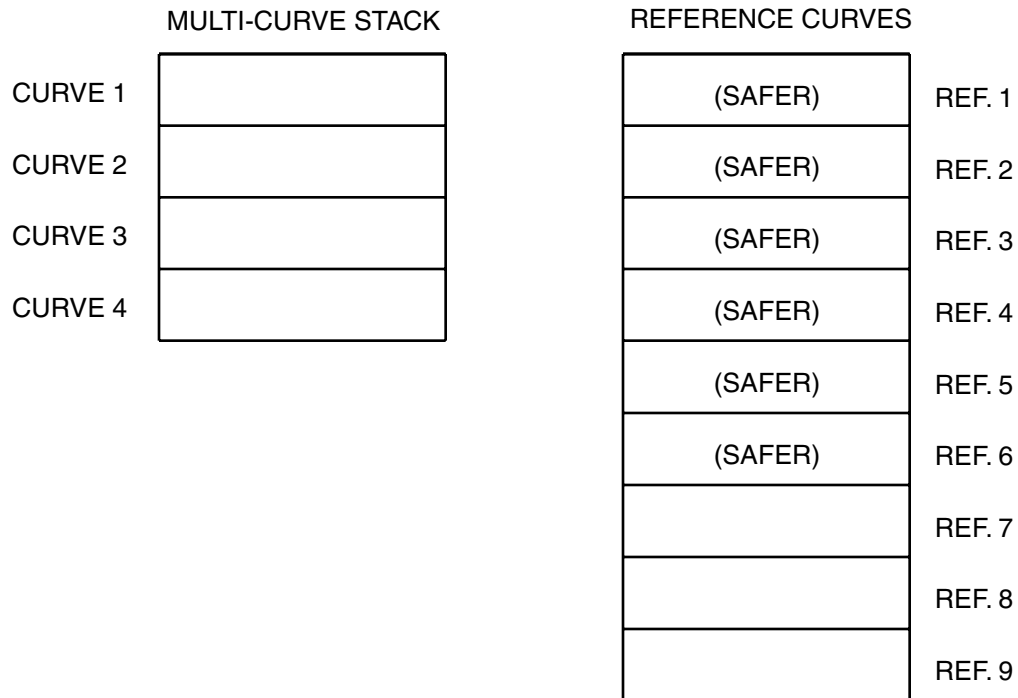 MULTI-CURVE STACK
CURVE 1
CURVE 2
CURVE 3
CURVE 4
REFERENCE CURVES
(SAFER) REF. 1
(SAFER) REF. 2
(SAFER) REF. 3
(SAFER) REF. 4
(SAFER) REF. 5
(SAFER) REF. 6
REF. 7
REF. 8
REF. 9